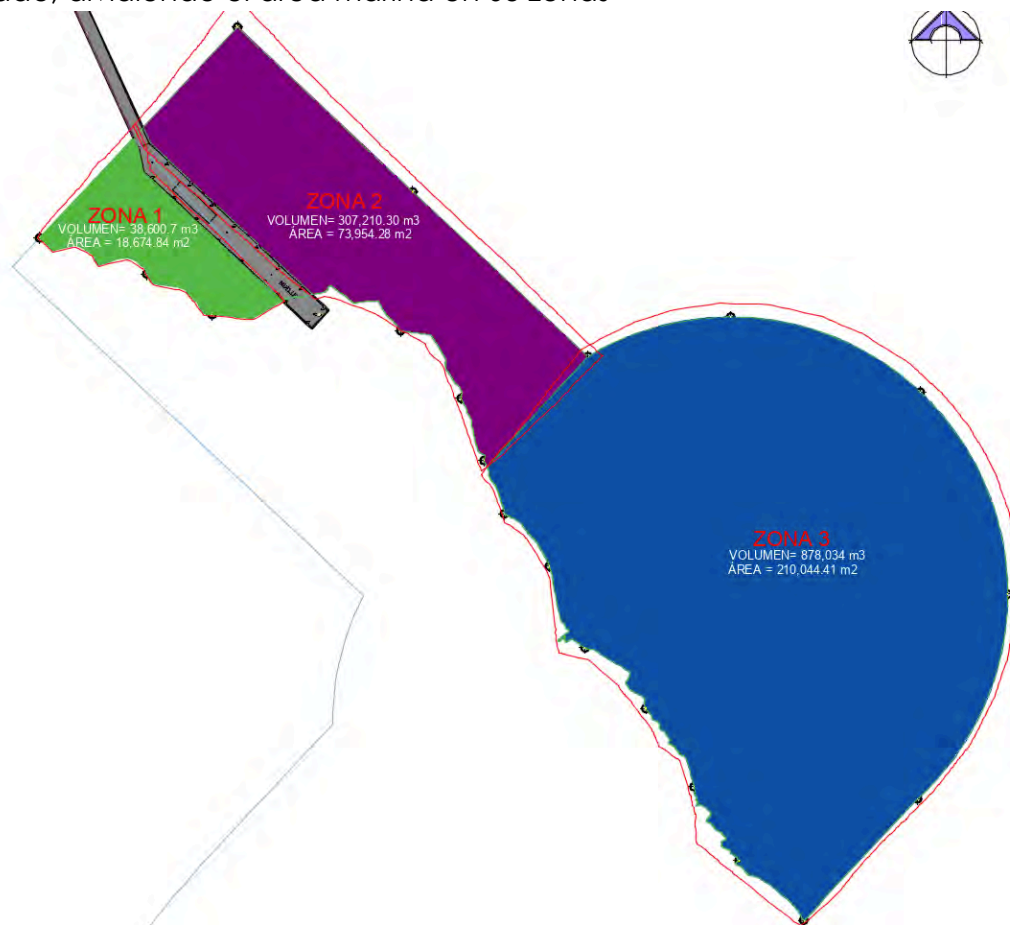 ZONA 1
VOLUMEN= 38,600.7 m3
ÁREA = 18,674.84 m2
ZONA 2
VOLUMEN= 307,210.30 m3
ÁREA = 73,954.28 m2
ZONA 3
VOLUMEN= 878,034 m3
ÁREA = 210,044.41 m2